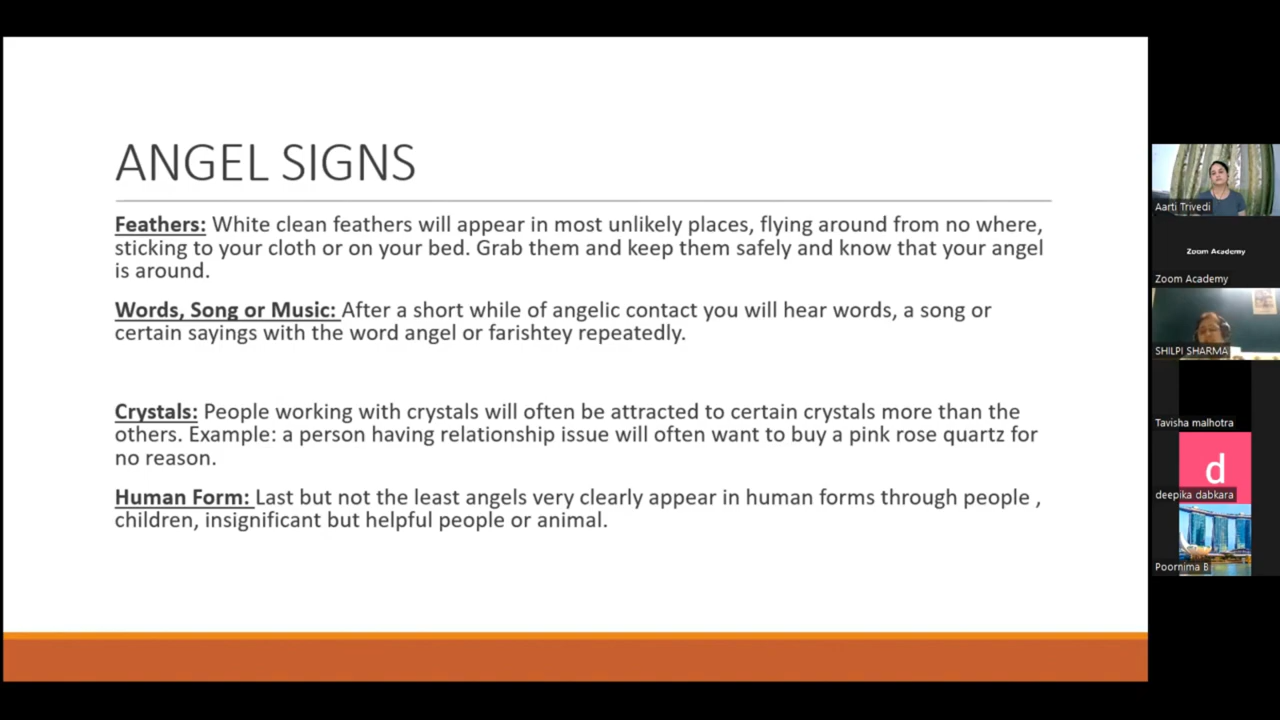 ANGEL SIGNS
Feathers: White clean feathers will appear in most unlikely places, flying around from no where,
sticking to your cloth or on your bed. Grab them and keep them safely and know that your angel
is around.
Words, Song or Music: After a short while of angelic contact you will hear words, a song or
certain sayings with the word angel or farishtey repeatedly.
Crystals: People working with crystals will often be attracted to certain crystals more than the
others. Example: a person having relationship issue will often want to buy a pink rose quartz for
no reason.
Human Form: Last but not the least angels very clearly appear in human forms through people ,
children, insignificant but helpful people or animal.
Aarti Trivedi
Zoom Academy
Zoom Academy
SHILPI SHARMA
Tavisha malhotra
d
deepika dabkara
Poornima B